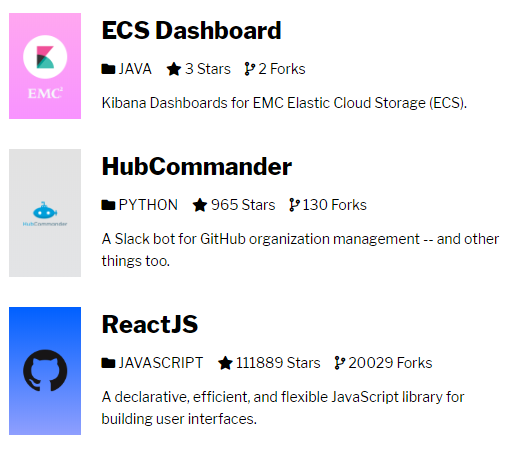 ECS Dashboard
JAVA 3 Stars 2 Forks
Kibana Dashboards for EMC Elastic Cloud Storage (ECS).
EMC²
HubCommander
PYTHON 965 Stars 130 Forks
A Slack bot for GitHub organization management -- and other
things too.
HubCommander
ReactJS
JAVASCRIPT 111889 Stars 20029 Forks
A declarative, efficient, and flexible JavaScript library for
building user interfaces.